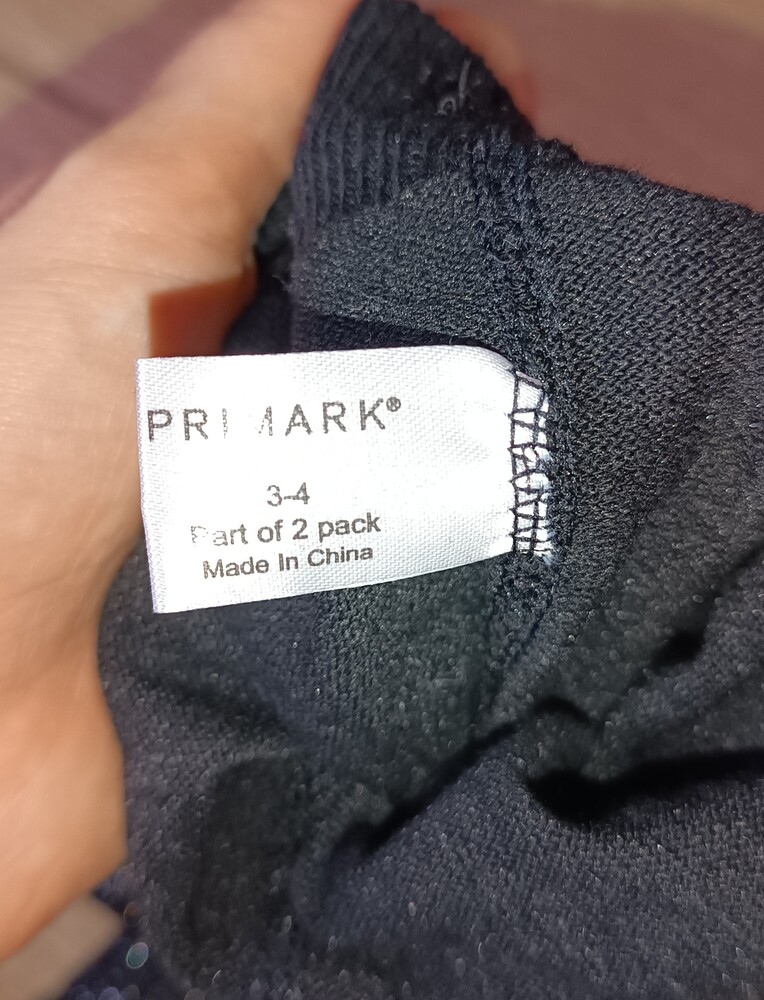 PRIMARK®
3-4
Part of 2 pack
Made In China